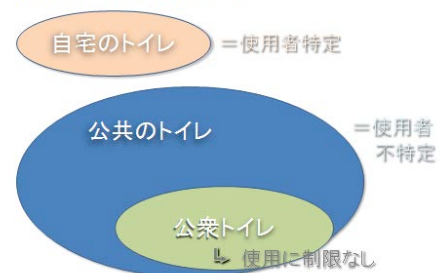 自宅のトイレ ＝使用者特定
公共のトイレ ＝使用者
不特定
公衆トイレ
↳ 使用に制限なし